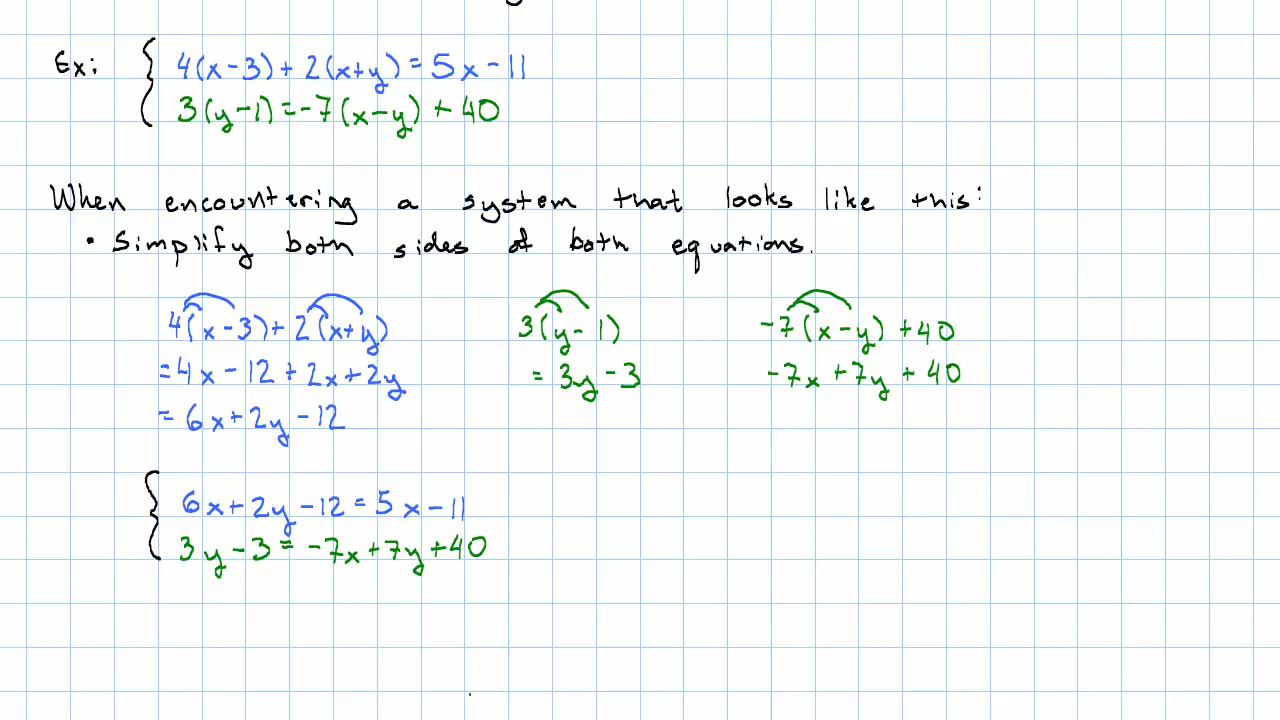 Ex: { 4(x-3)+2(x+y)=5x-11
3(y-1)=-7(x-y)+40
When encountering a system that looks like this:
• Simplify both sides of both equations.
4(x-3)+2(x+y) 3(y-1) -7(x-y)+40
=4x-12+2x+2y =3y-3 -7x+7y+40
=6x+2y-12
{ 6x+2y-12=5x-11
3y-3=-7x+7y+40